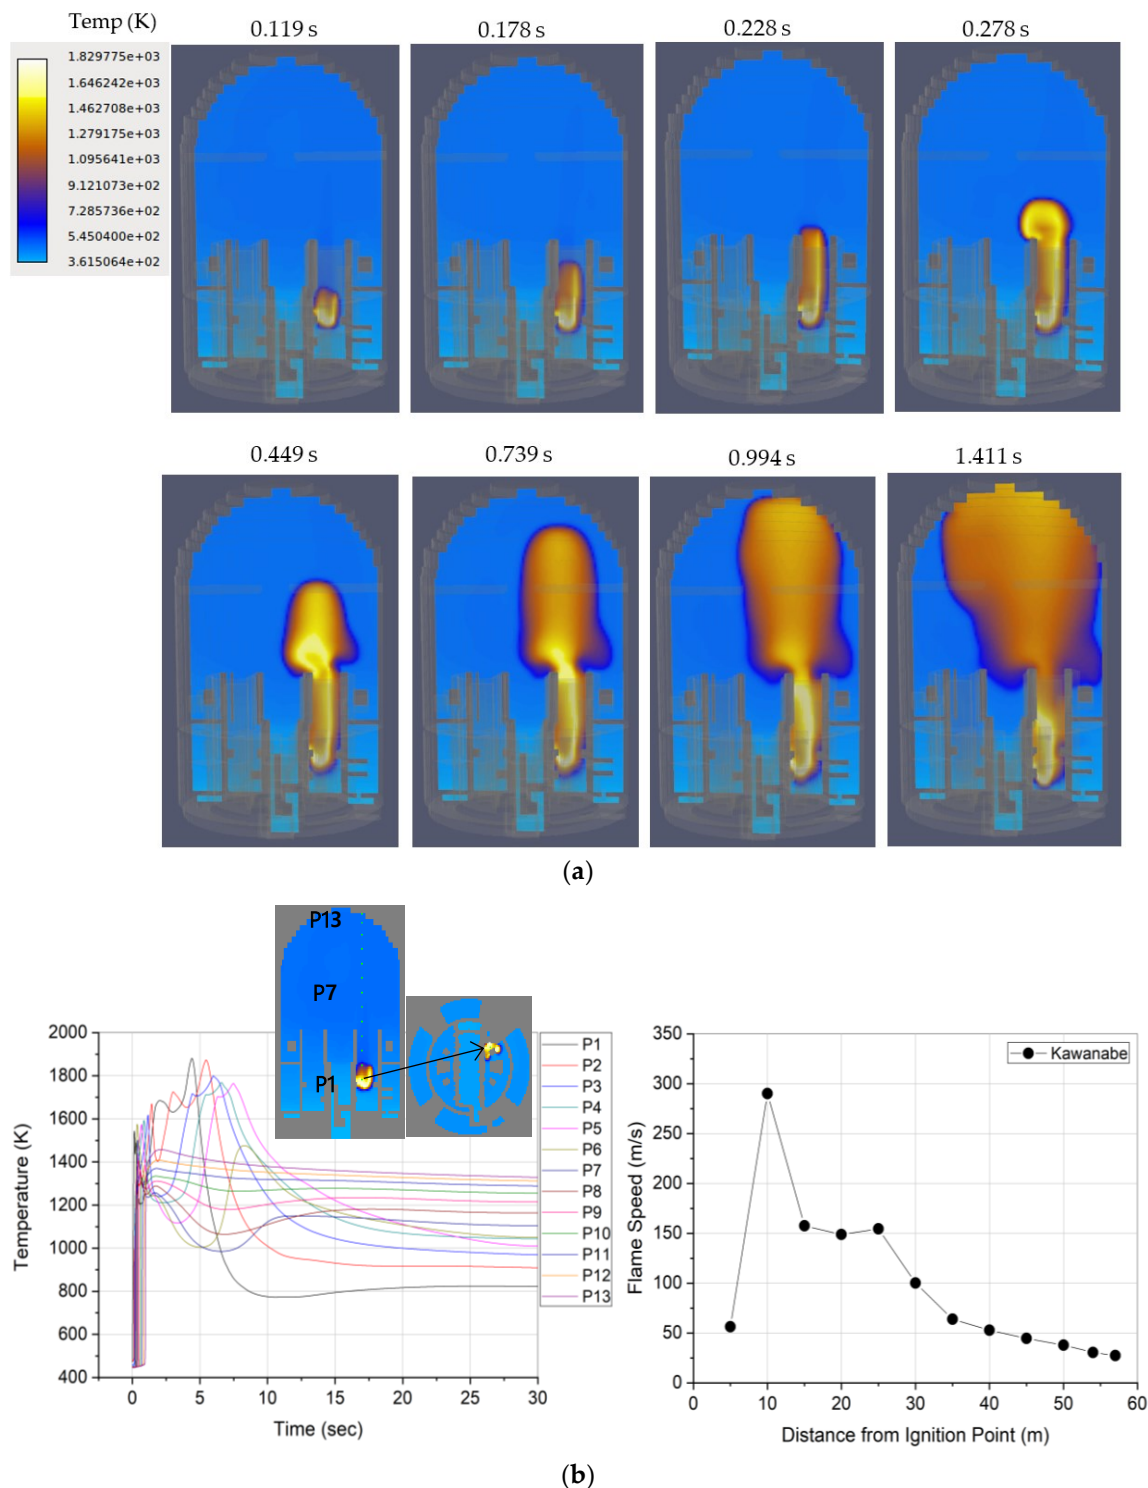 Temp (K)
0.119 s
0.178 s
0.228 s
0.278 s
1.829775e+03
1.646242e+03
1.462708e+03
1.279175e+03
1.095641e+03
9.121073e+02
7.285736e+02
5.450400e+02
3.615064e+02
0.449 s
0.739 s
0.994 s
1.411 s
(a)
P13
P7
P1
2000
1800
1600
1400
1200
1000
800
600
400
Temperature (K)
0
5
10
15
20
25
30
Time (sec)
P1
P2
P3
P4
P5
P6
P7
P8
P9
P10
P11
P12
P13
350
300
250
200
150
100
50
0
Flame Speed (m/s)
Kawanabe
0
10
20
30
40
50
60
Distance from Ignition Point (m)
(b)